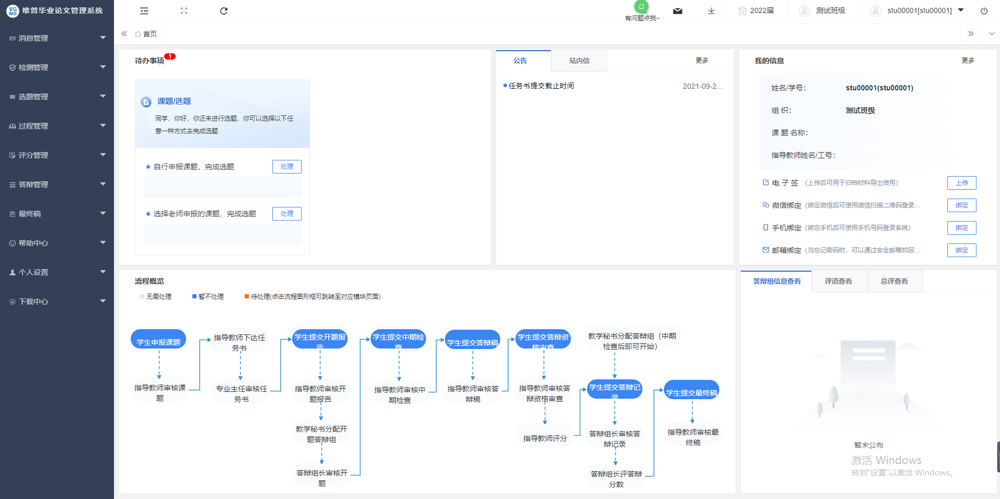 VG
MS
维普毕业论文管理系统
有问题点我~
2022届
测试班级
stu00001[stu00001]
首页
消息管理
检测管理
选题管理
过程管理
评分管理
答辩管理
最终稿
帮助中心
个人设置
下载中心
待办事项
1
课题/选题
同学，你好，你还未进行选题，你可以选择以下任
意一种方式去完成选题
自行申报课题，完成选题
处理
选择老师申报的课题，完成选题
处理
公告
站内信
更多
任务书提交截止时间
2021-09-2...
我的信息
更多
姓名/学号：
stu00001(stu00001)
组 织：
测试班级
课 题 名称：
指导教师姓名/工号：
电 子 签 （上传后可用于归档材料导出使用）
上传
微信绑定 （绑定微信后可使用微信扫描二维码登录...
绑定
手机绑定 （绑定手机后可使用手机号码登录系统）
绑定
邮箱绑定 （当忘记密码时，可以通过安全邮箱找回...
绑定
流程概览
无需处理
暂不处理
待处理(点击流程图形框可跳转至对应模块页面)
学生申报课题
指导教师审核课
题
指导教师下达任
务书
专业主任审核任
务书
学生提交开题报
告
指导教师审核开
题报告
教学秘书分配开
题答辩组
答辩组长审核开
题
学生提交中期检
查
指导教师审核中
期检查
学生提交答辩稿
指导教师审核答
辩稿
学生提交答辩资
格审查
指导教师审核答
辩资格审查
指导教师评分
教学秘书分配答辩组（中期
检查后即可开始）
学生提交答辩记
录
答辩组长审核答
辩记录
答辩组长评答辩
分数
学生提交最终稿
指导教师审核最
终稿
答辩组信息查看
评语查看
总评查看
暂未公布
激活 Windows
转到“设置”以激活 Windows。